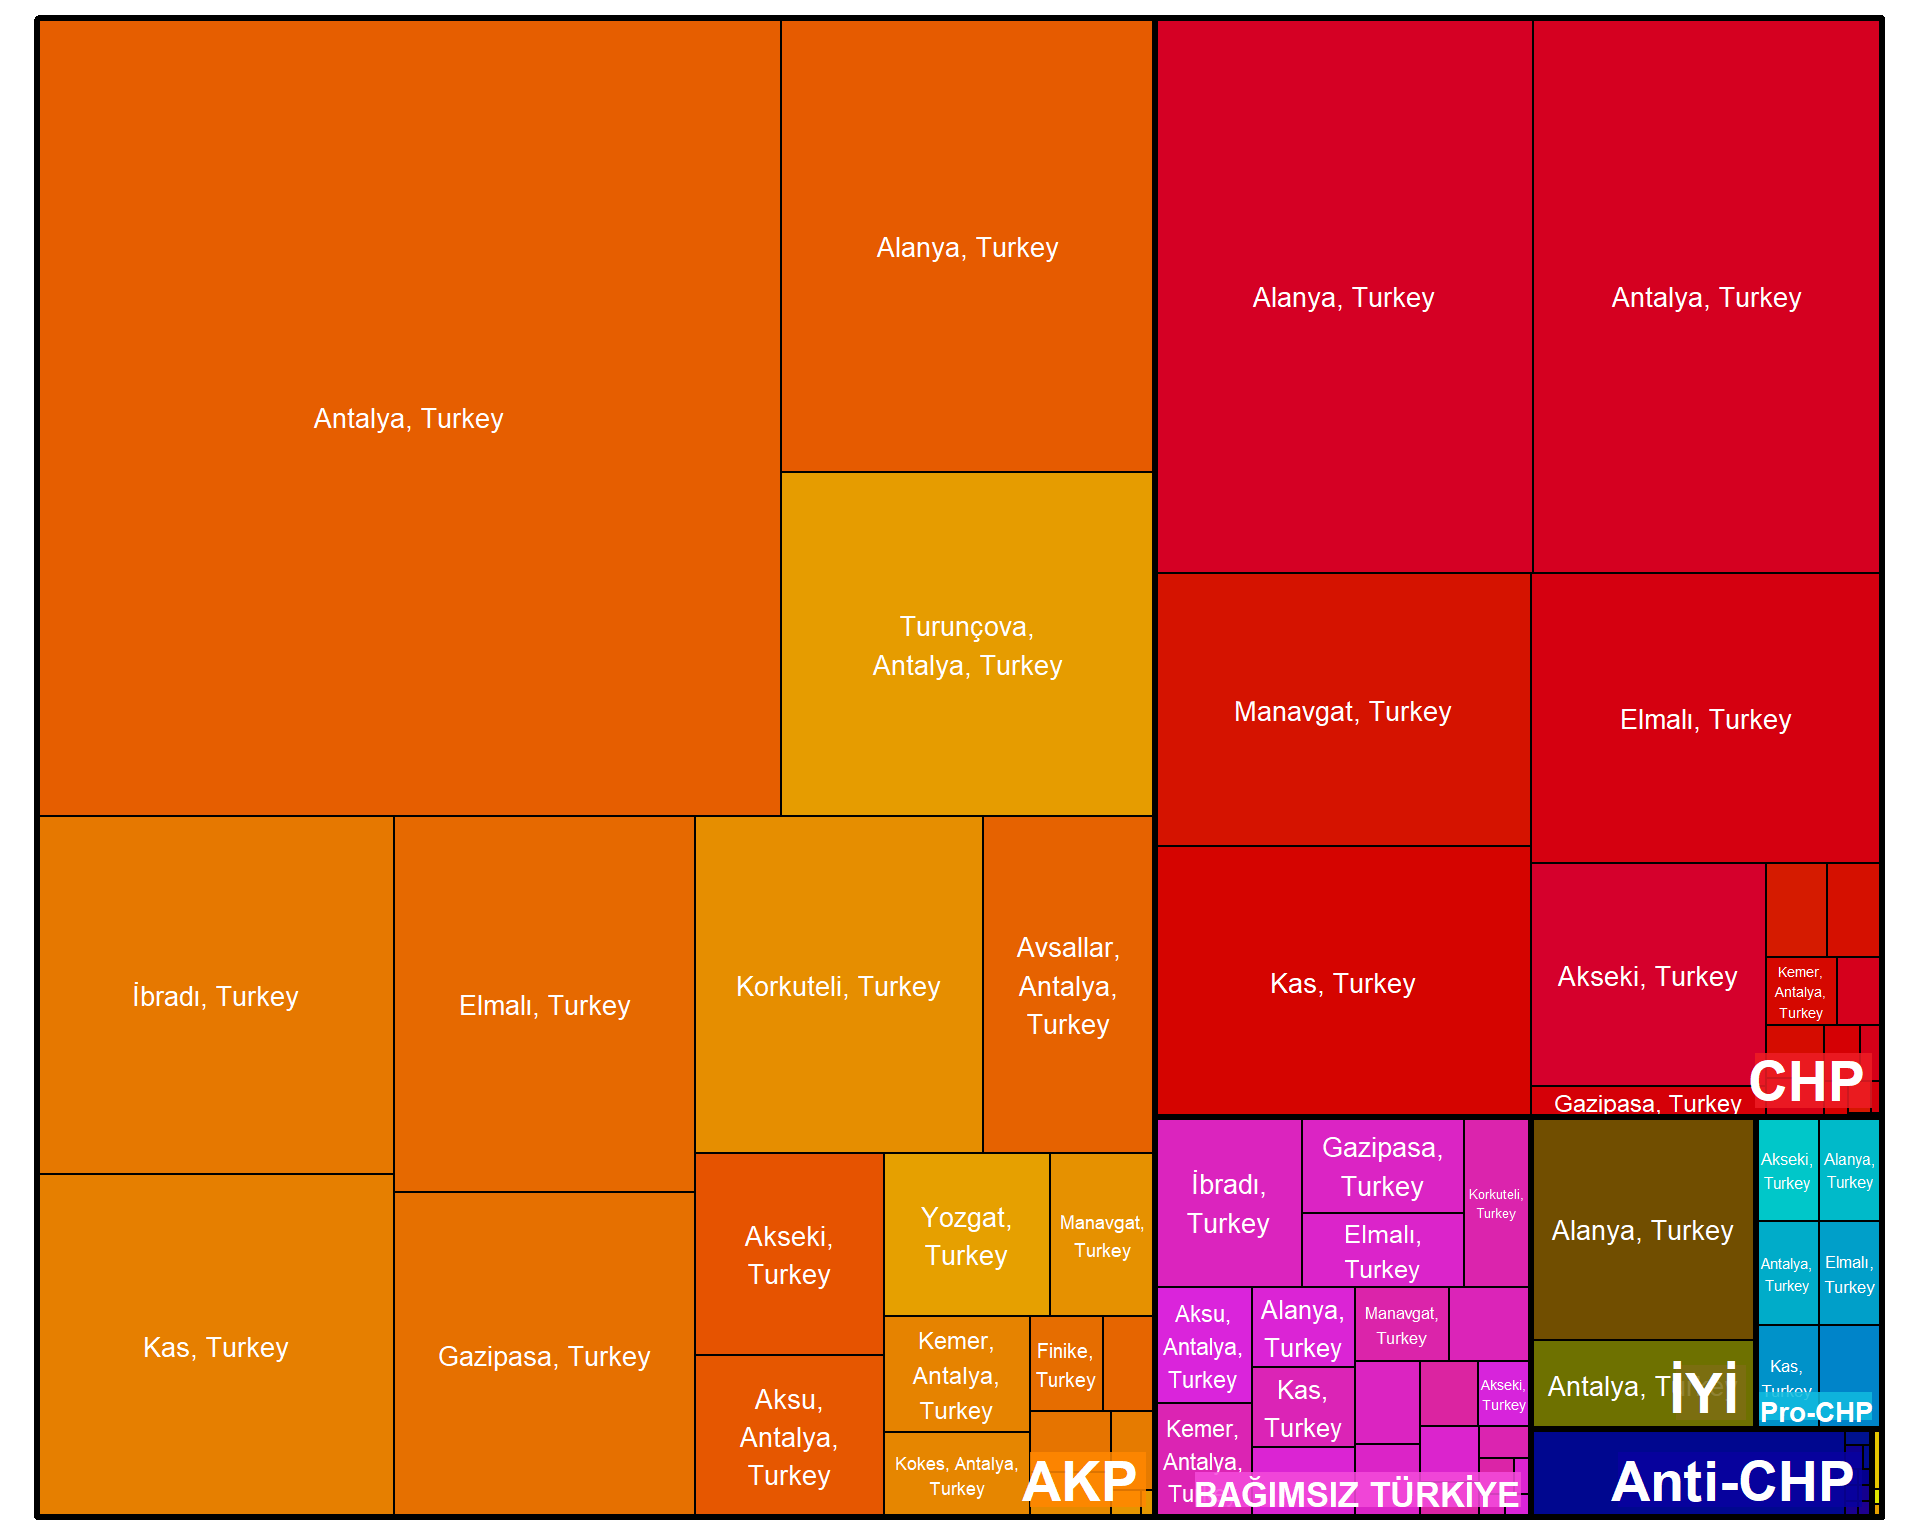 Antalya, Turkey
Alanya, Turkey
Turunçova,
Antalya, Turkey
İbradı, Turkey
Elmalı, Turkey
Korkuteli, Turkey
Avsallar,
Antalya,
Turkey
Kas, Turkey
Gazipasa, Turkey
Akseki,
Turkey
Aksu,
Antalya,
Turkey
Yozgat,
Turkey
Manavgat,
Turkey
Kemer,
Antalya,
Turkey
Finike,
Turkey
Kokes, Antalya,
Turkey
AKP
Alanya, Turkey
Antalya, Turkey
Manavgat, Turkey
Elmalı, Turkey
Kas, Turkey
Akseki, Turkey
Kemer,
Antalya,
Turkey
Gazipasa, Turkey
CHP
İbradı,
Turkey
Gazipasa,
Turkey
Elmalı,
Turkey
Korkuteli,
Turkey
Aksu,
Antalya,
Turkey
Alanya,
Turkey
Manavgat,
Turkey
Kas,
Turkey
Akseki,
Turkey
Kemer,
Antalya,
BAĞIMSIZ TÜRKİYE
Alanya, Turkey
Antalya, Turkey
İYİ
Akseki,
Turkey
Alanya,
Turkey
Antalya,
Turkey
Elmalı,
Turkey
Kas,
Turkey
Pro-CHP
Anti-CHP